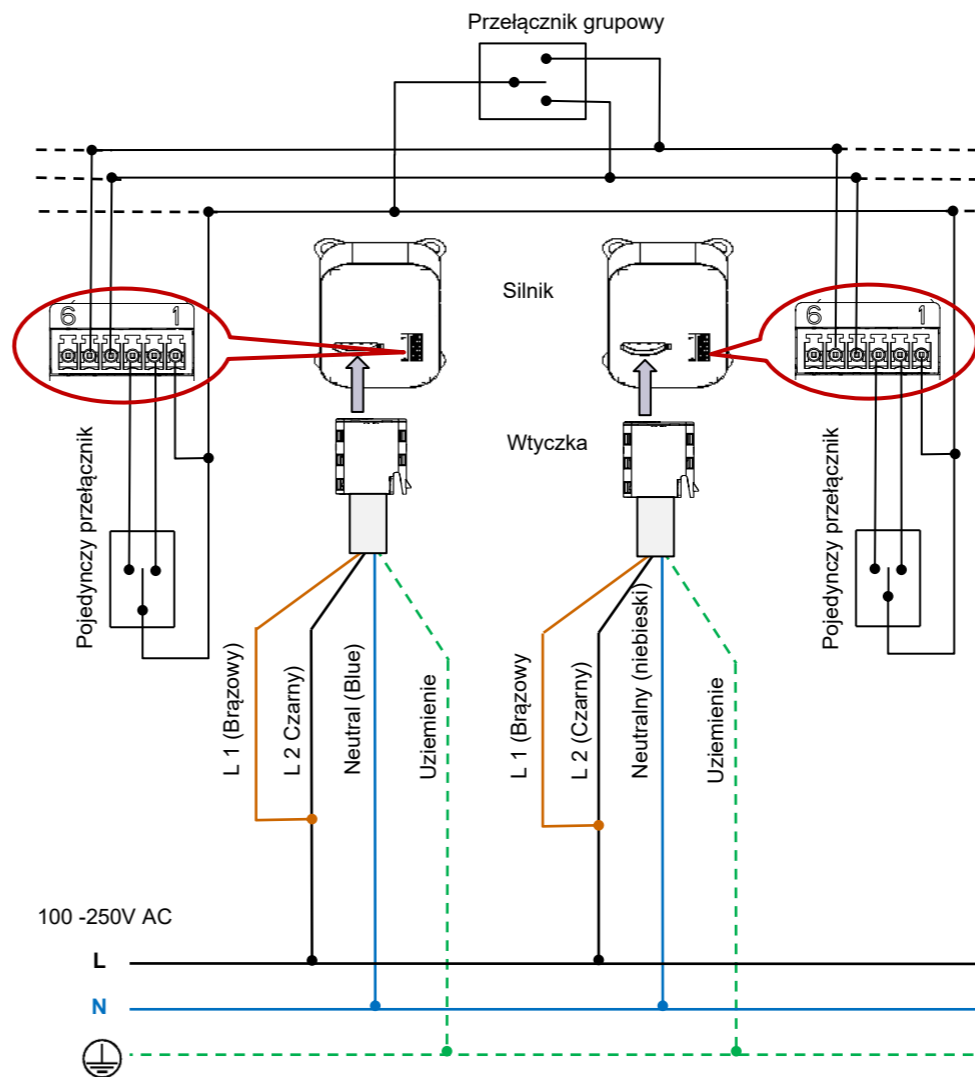 Przełącznik grupowy
Silnik
6 1
6 1
Wtyczka
Pojedynczy przełącznik
Pojedynczy przełącznik
L 1 (Brązowy)
L 2 Czarny)
Neutral (Blue)
Uziemienie
L 1 (Brązowy
L 2 (Czarny)
Neutralny (niebieski)
Uziemienie
100 -250V AC
L
N